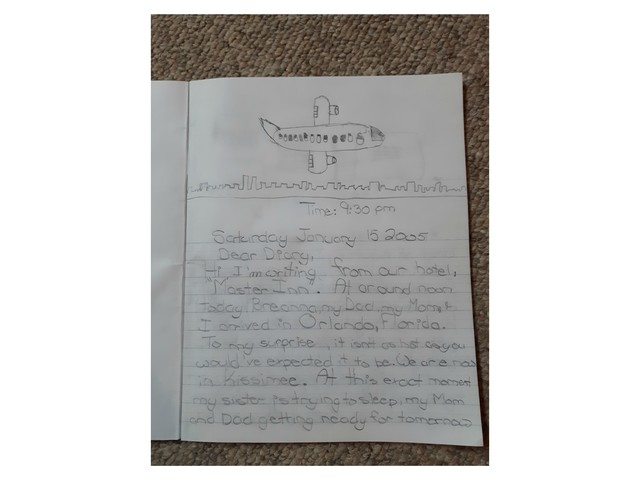 Time: 9:30 pm
Saturday January 15 2005
Dear Diary,
Hi, I'm writing from our hotel,
"Master Inn". At around noon
today, Breanna, my Dad, my Mom &
I arrived in Orlando, Florida.
To my surprise, it isn't as hot as you
would've expected it to be. We are now
in Kissimee. At this exact moment
my sister is trying to sleep, my Mom
and Dad getting ready for tomorrow